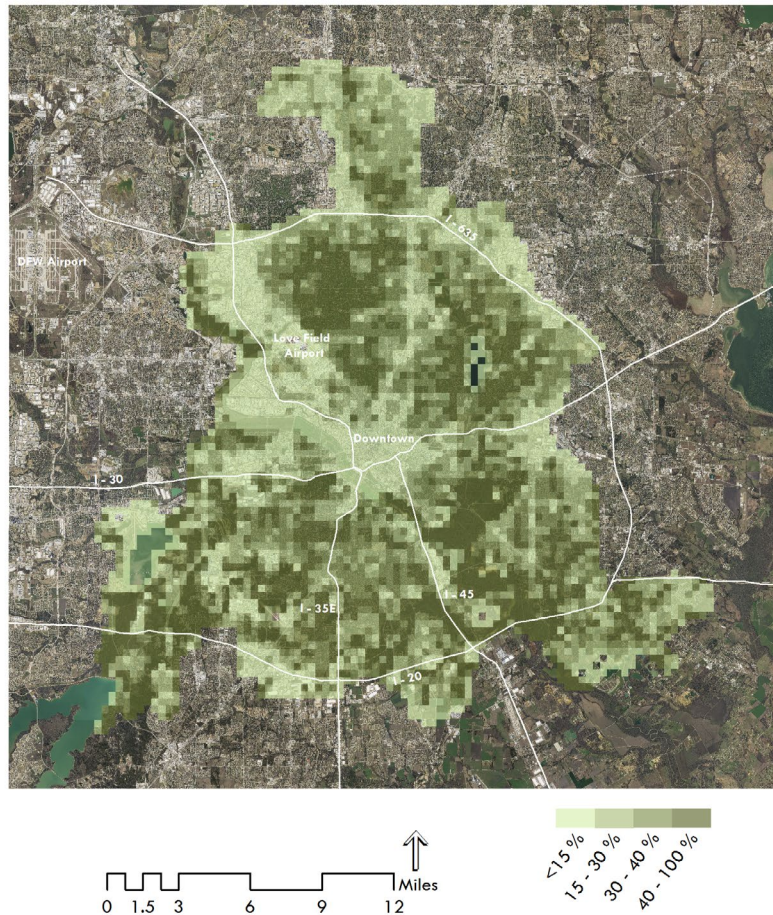 I - 635
DFW Airport
Love Field
Airport
Downtown
I - 30
I - 35E
I - 45
I - 20
<15 %
15 - 30 %
30 - 40 %
40 - 100 %
Miles
0 1.5 3 6 9 12